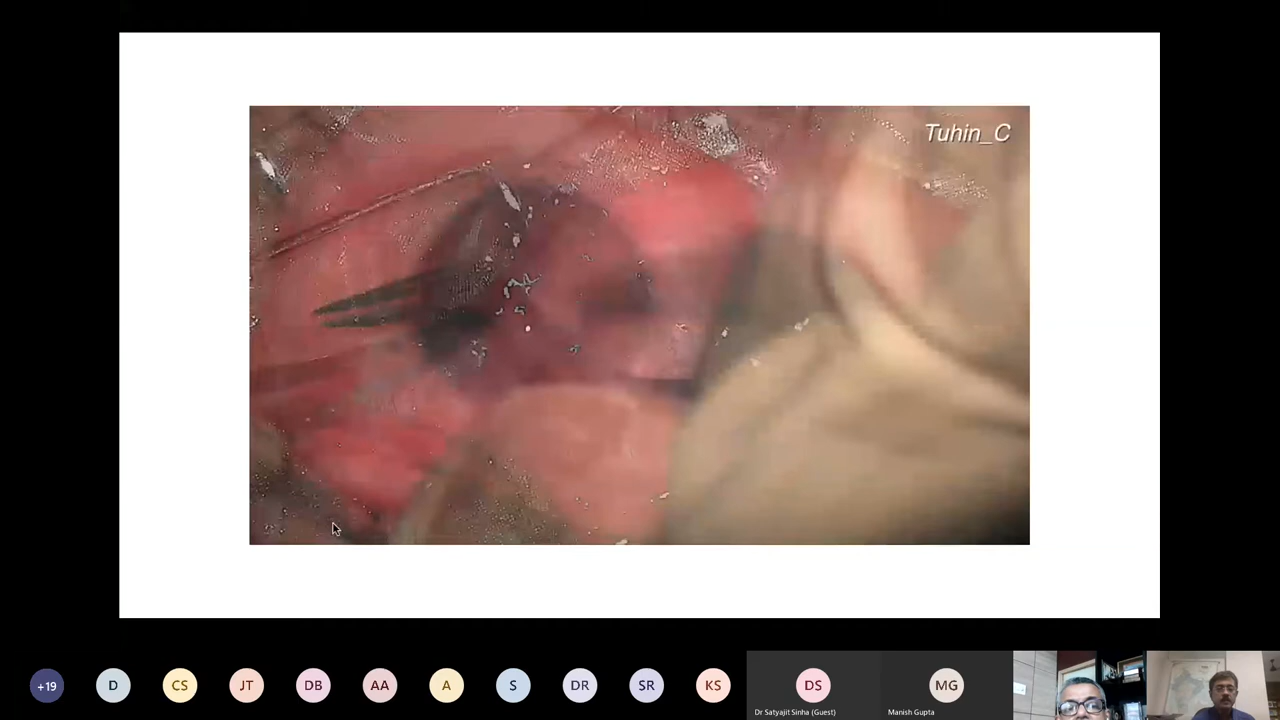 Tuhin_C
+19
D
CS
JT
DB
AA
A
S
DR
SR
KS
DS
MG
Dr Satyajit Sinha (Guest)
Manish Gupta